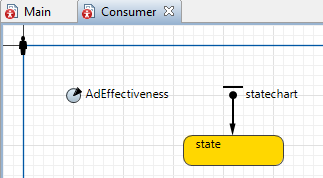 Main
Consumer
AdEffectiveness
statechart
state